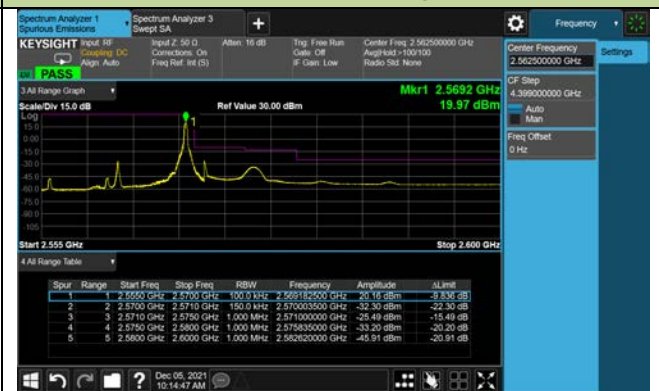 Spectrum Analyzer 1
Spurious Emissions
Spectrum Analyzer 3
Swept SA
+
Frequency
KEYSIGHT
Input: RF
Coupling: DC
Align: Auto
Input Z: 50 Ω
Corrections: On
Freq Ref: Int (S)
Atten: 16 dB
Trig: Free Run
Gate: Off
IF Gain: Low
Center Freq: 2.562500000 GHz
Avg|Hold:>100/100
Radio Std: None
PASS
Center Frequency
2.562500000 GHz
Settings
CF Step
4.399000000 GHz
Auto
Man
Freq Offset
0 Hz
3 All Range Graph
Mkr1 2.5692 GHz
19.97 dBm
Scale/Div 15.0 dB
Ref Value 30.00 dBm
Log
15.0
0.00
-15.0
-30.0
-45.0
-60.0
-75.0
-90.0
-105
1
Start 2.555 GHz
Stop 2.600 GHz
4 All Range Table
Spur Range Start Freq Stop Freq RBW Frequency Amplitude ΔLimit
1 1 2.5550 GHz 2.5700 GHz 100.0 kHz 2.569182500 GHz 20.16 dBm -9.836 dB
2 2 2.5700 GHz 2.5710 GHz 150.0 kHz 2.570003500 GHz -32.30 dBm -22.30 dB
3 3 2.5710 GHz 2.5750 GHz 1.000 MHz 2.571000000 GHz -25.49 dBm -15.49 dB
4 4 2.5750 GHz 2.5800 GHz 1.000 MHz 2.575835000 GHz -33.20 dBm -20.20 dB
5 5 2.5800 GHz 2.6000 GHz 1.000 MHz 2.582620000 GHz -45.91 dBm -20.91 dB
?
Dec 05, 2021
10:14:47 AM